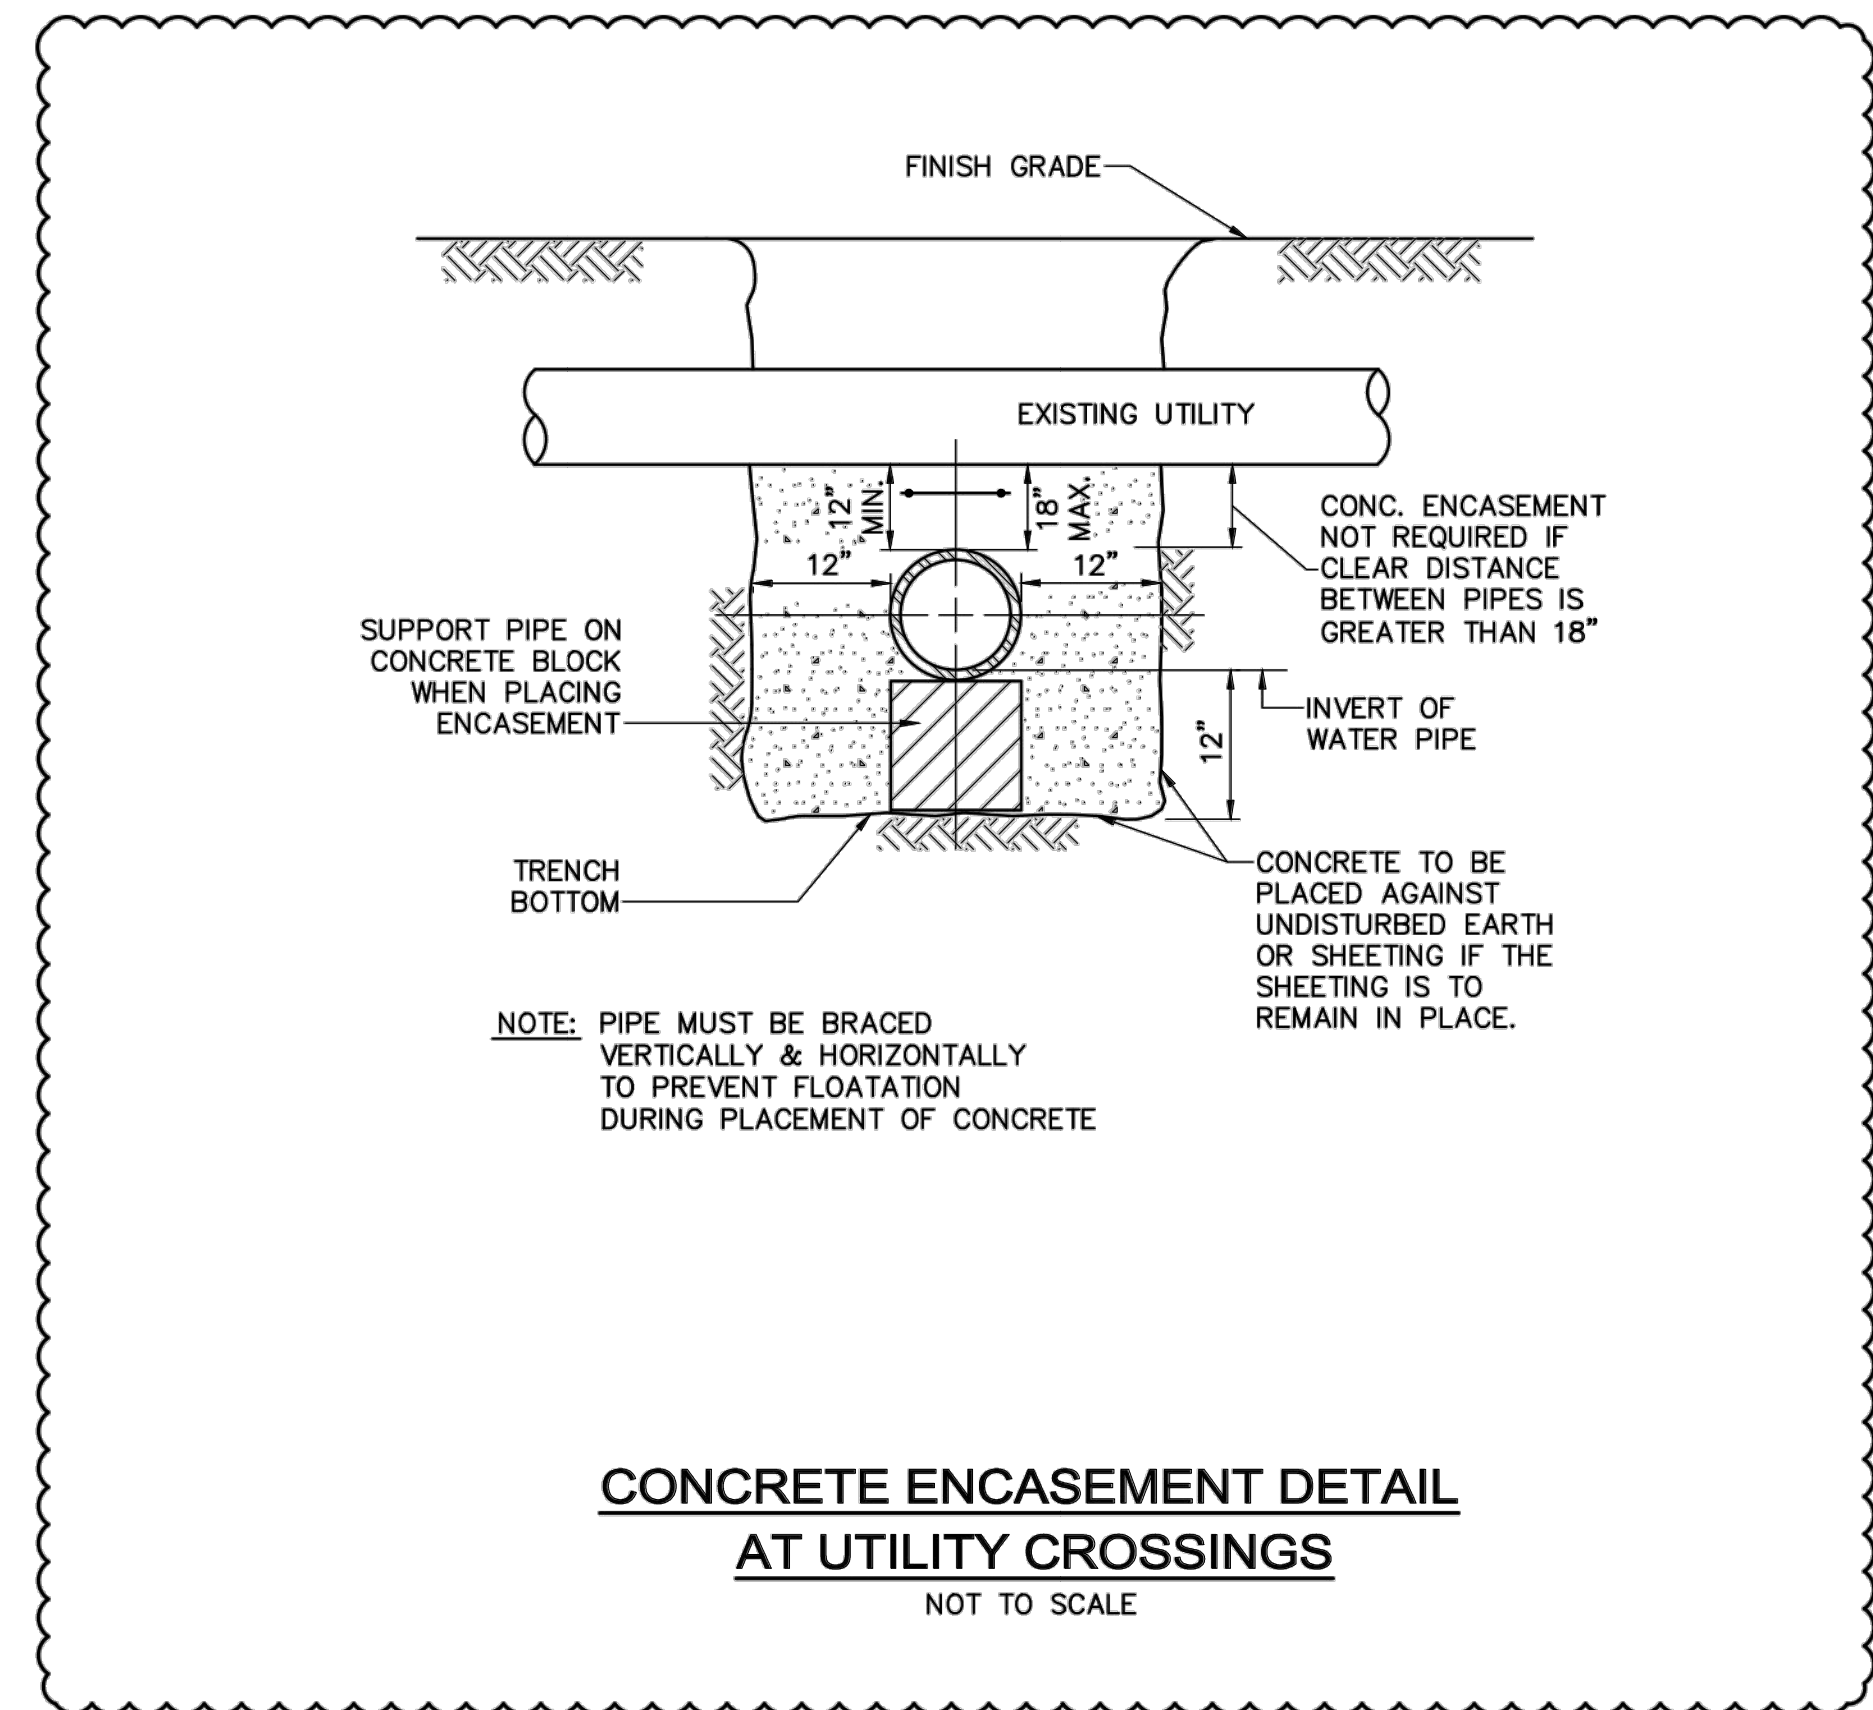 FINISH GRADE
EXISTING UTILITY
12"
MIN.
18"
MAX.
CONC. ENCASEMENT
NOT REQUIRED IF
CLEAR DISTANCE
BETWEEN PIPES IS
GREATER THAN 18"
12"
12"
SUPPORT PIPE ON
CONCRETE BLOCK
WHEN PLACING
ENCASEMENT
INVERT OF
WATER PIPE
12"
TRENCH
BOTTOM
CONCRETE TO BE
PLACED AGAINST
UNDISTURBED EARTH
OR SHEETING IF THE
SHEETING IS TO
REMAIN IN PLACE.
NOTE: PIPE MUST BE BRACED
VERTICALLY & HORIZONTALLY
TO PREVENT FLOATATION
DURING PLACEMENT OF CONCRETE
CONCRETE ENCASEMENT DETAIL
AT UTILITY CROSSINGS
NOT TO SCALE